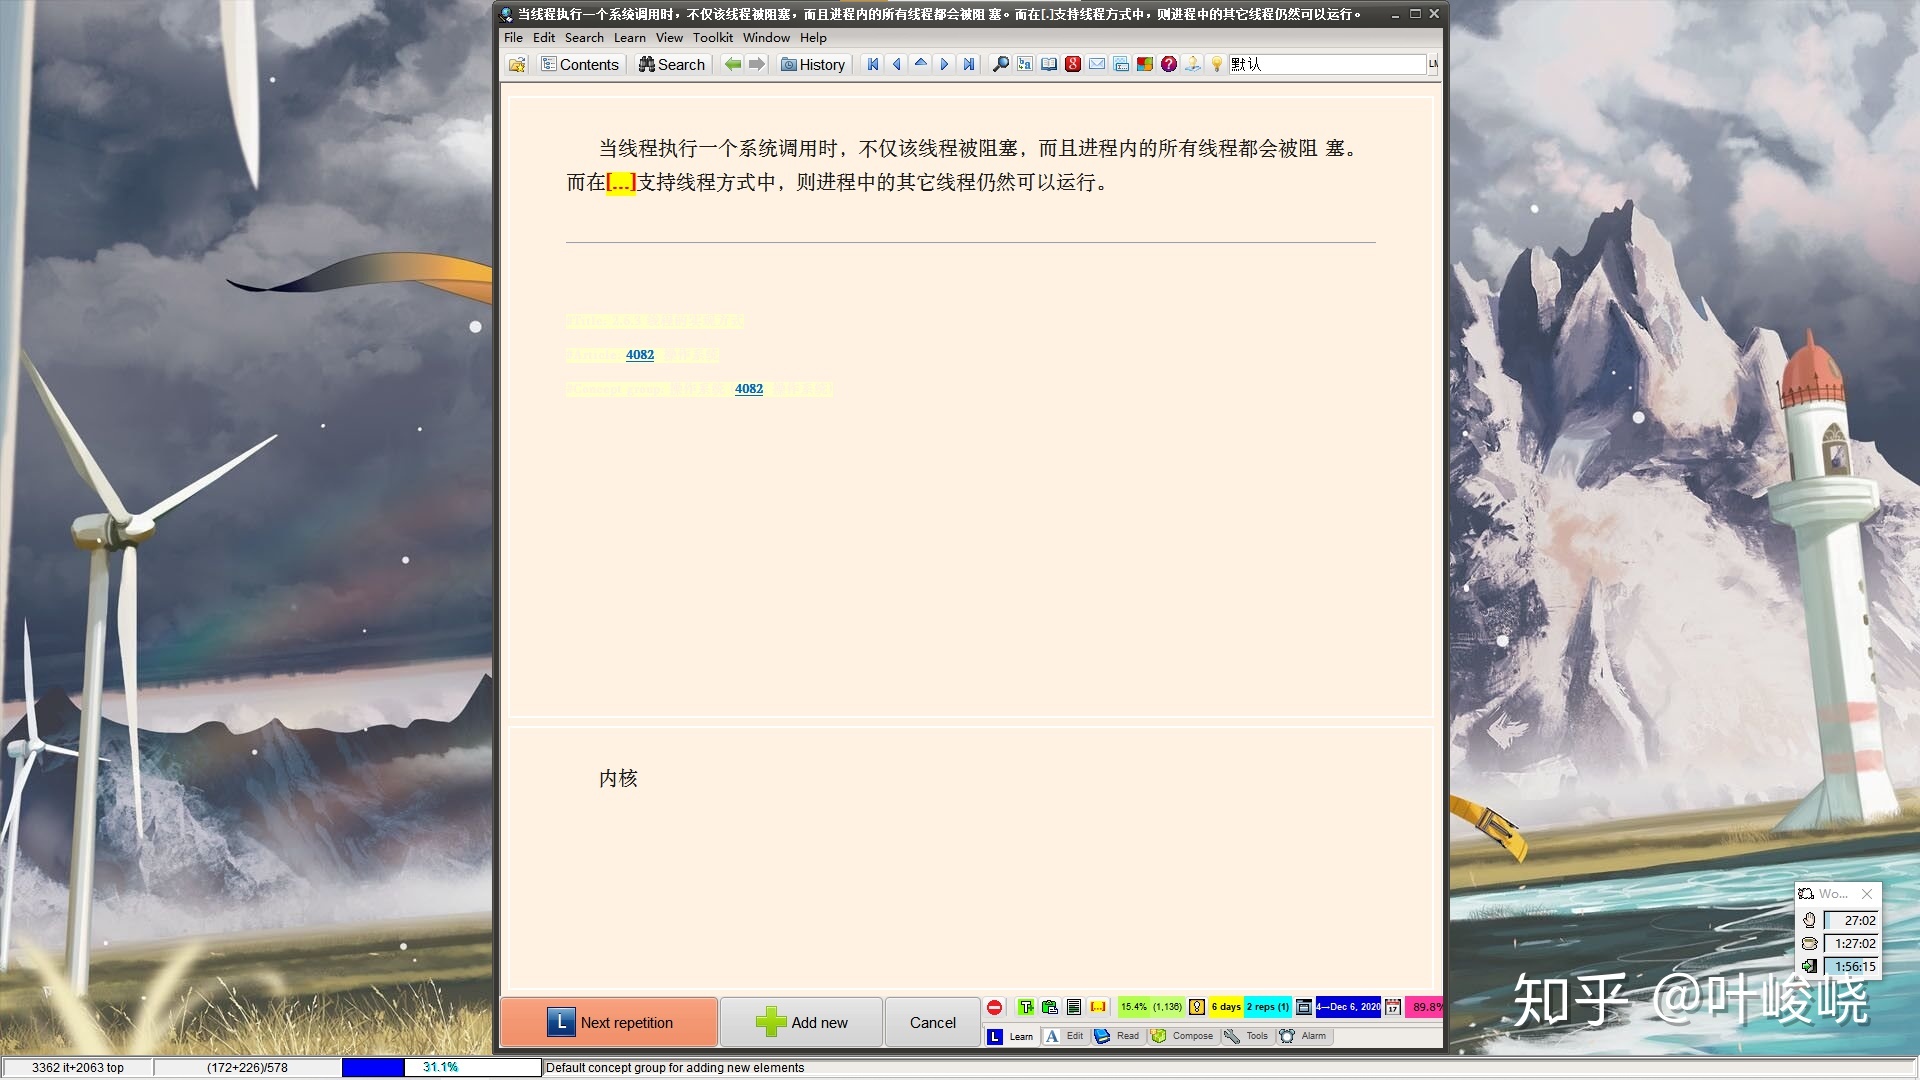 当线程执行一个系统调用时，不仅该线程被阻塞，而且进程内的所有线程都会被阻 塞。而在[.]支持线程方式中，则进程中的其它线程仍然可以运行。
File Edit Search Learn View Toolkit Window Help
Contents Search History 默认
当线程执行一个系统调用时，不仅该线程被阻塞，而且进程内的所有线程都会被阻 塞。
而在[...]支持线程方式中，则进程中的其它线程仍然可以运行。
4082
4082
内核
Wo...
27:02
1:27:02
1:56:15
知乎 @叶峻峣
Next repetition Add new Cancel
15.4% (1,136) 6 days 2 reps (1) 4---Dec 6, 2020 17 89.8%
L Learn A Edit Read Compose Tools Alarm
3362 it+2063 top (172+226)/578 31.1% Default concept group for adding new elements